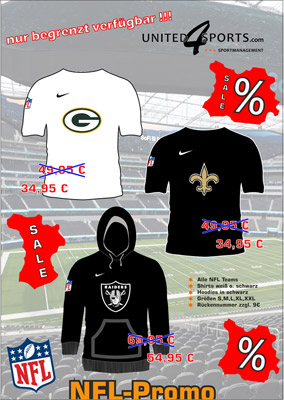 nur begrenzt verfügbar !!!
UNITED4SPORTS.com
SPORTMANAGEMENT
SALE %
G
49,95 €
34,95 €
49,95 €
34,95 €
SALE
RAIDERS
Alle NFL Teams
Shirts weiß o. schwarz
Hoodies in schwarz
Größen S,M,L,XL,XXL
Rückennummer zzgl. 9€
69,95 €
54,95 €
%
NFL
NFL-Promo